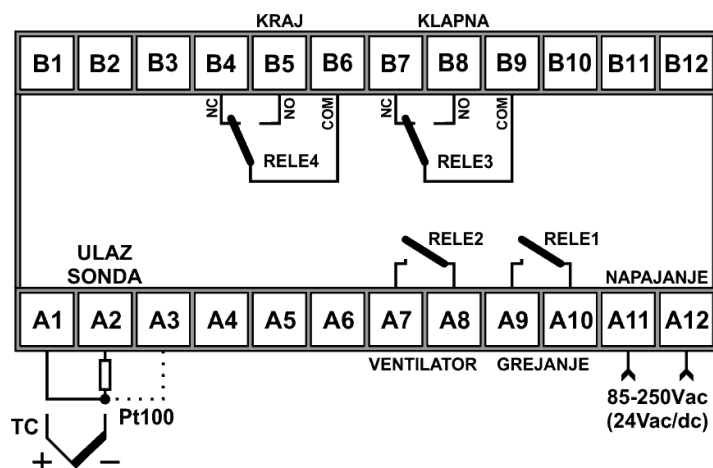 KRAJ KLAPNA
B1 B2 B3 B4 B5 B6 B7 B8 B9 B10 B11 B12
NC NO COM NC NO COM
RELE4 RELE3
RELE2 RELE1
ULAZ
SONDA
NAPAJANJE
A1 A2 A3 A4 A5 A6 A7 A8 A9 A10 A11 A12
VENTILATOR GREJANJE
85-250Vac
(24Vac/dc)
Pt100
TC
+ −